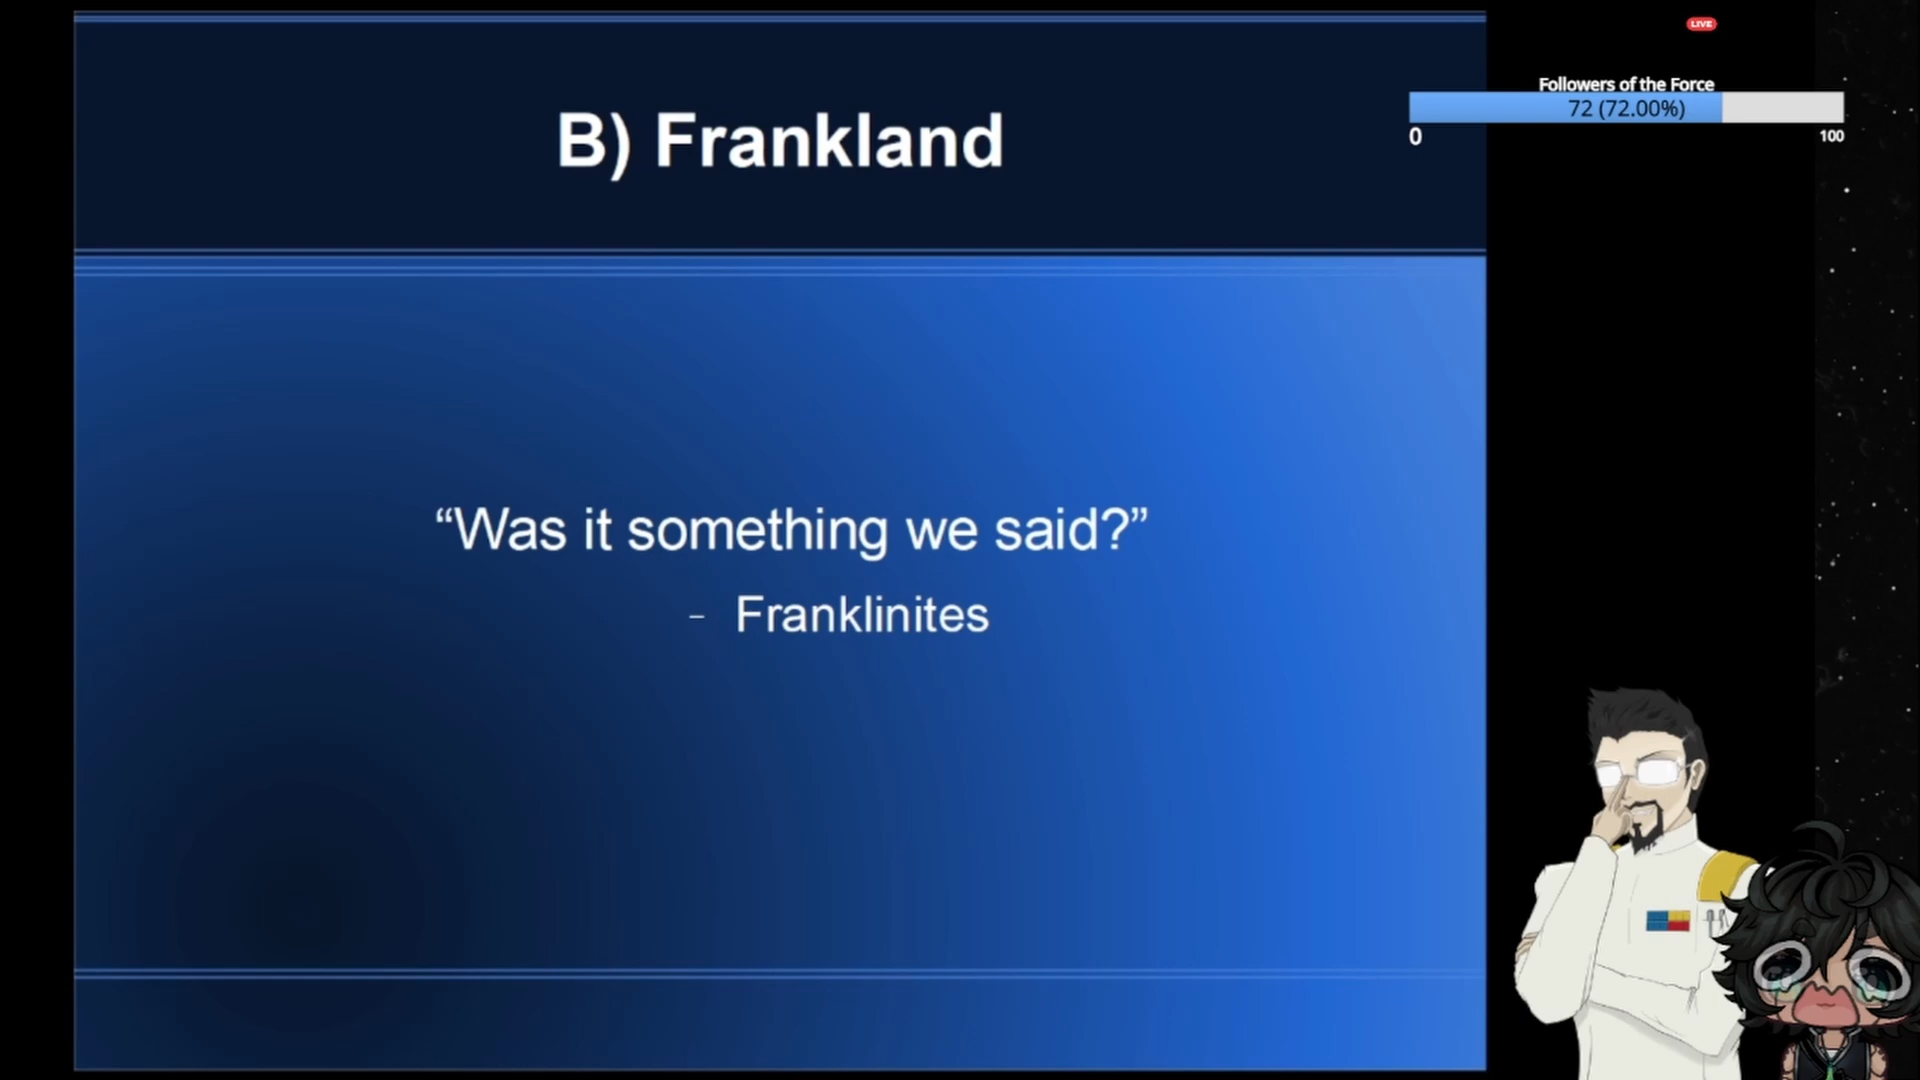 LIVE
Followers of the Force
72 (72.00%)
0
100
B) Frankland
“Was it something we said?”
– Franklinites